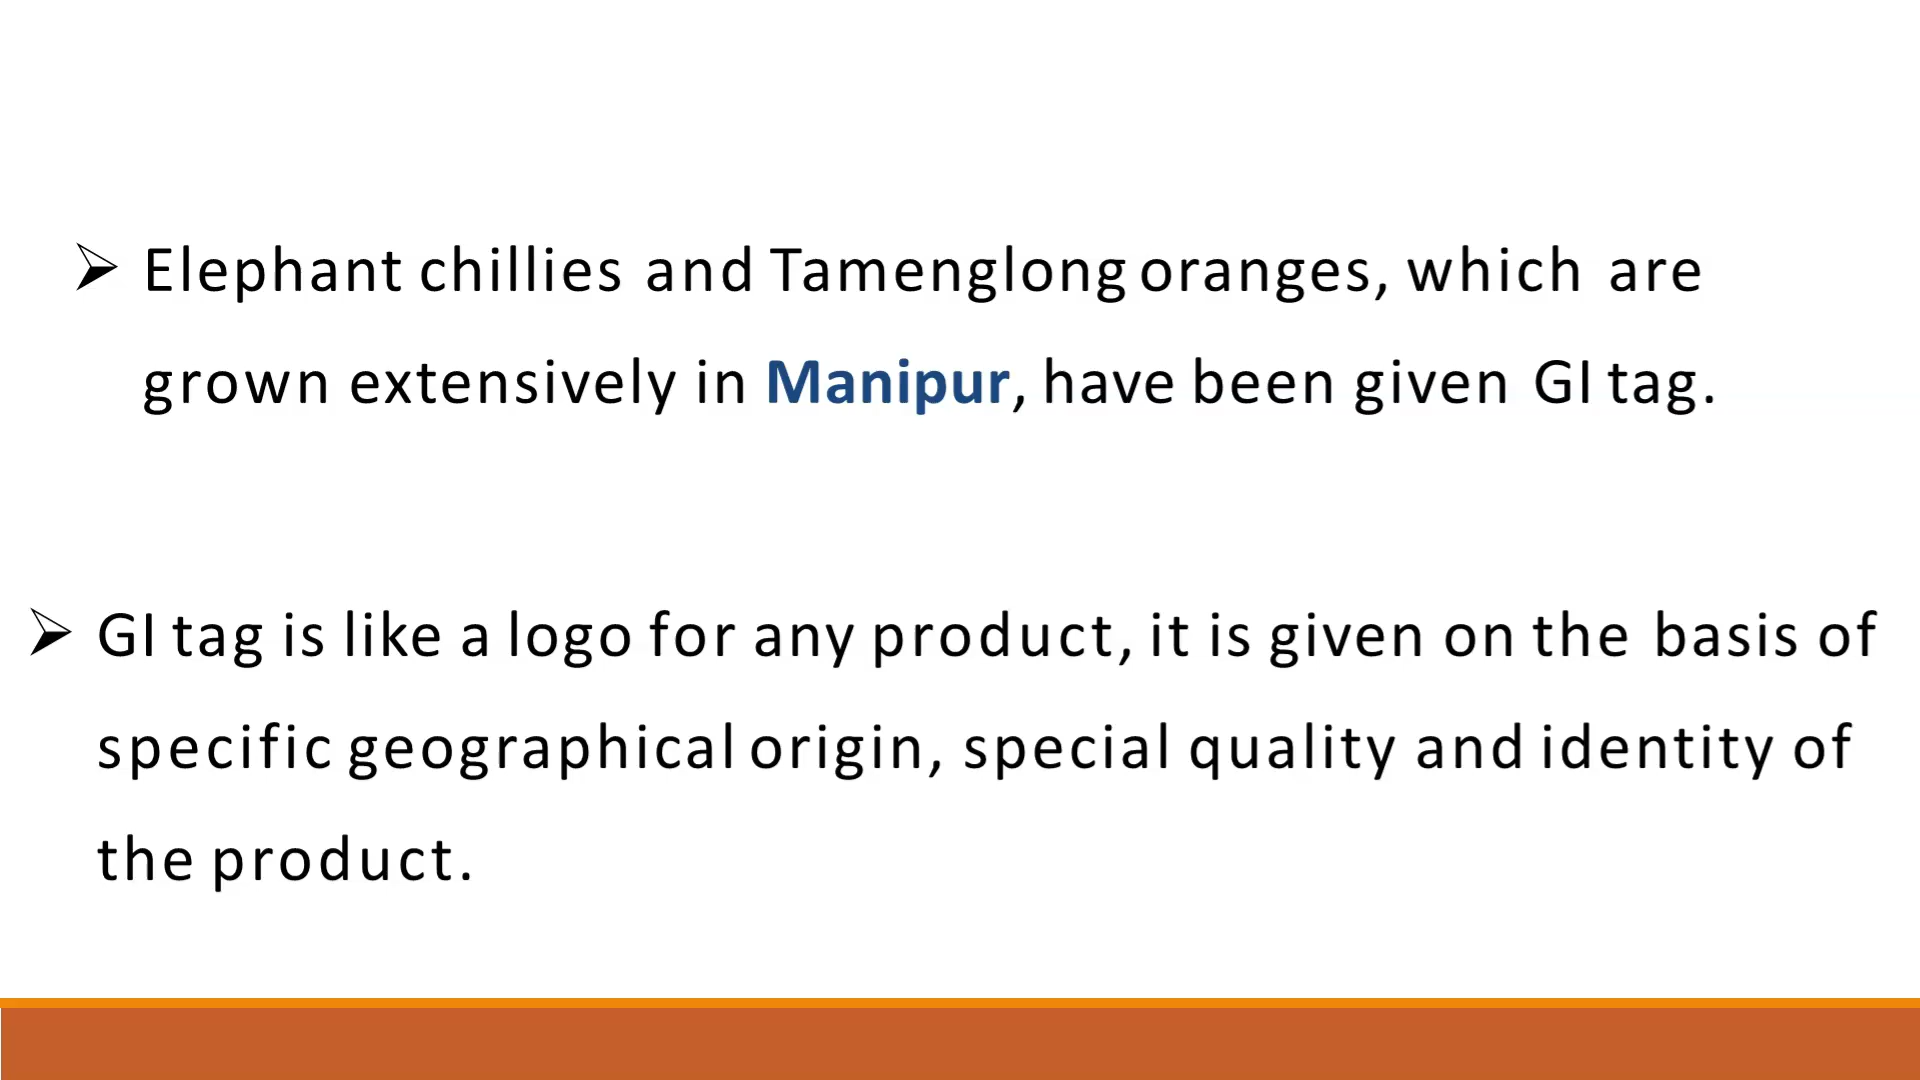 ➢ Elephant chillies and Tamenglong oranges, which are
grown extensively in Manipur, have been given GI tag.
➢ GI tag is like a logo for any product, it is given on the basis of
specific geographical origin, special quality and identity of
the product.